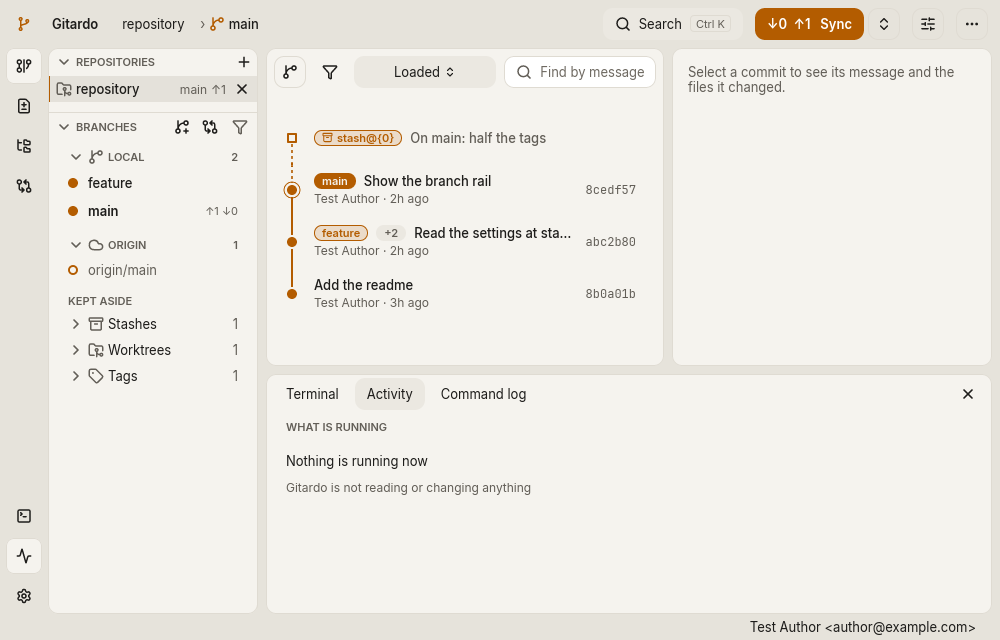 Gitardo repository › main
Search Ctrl K
↓0 ↑1 Sync
REPOSITORIES
repository main ↑1
BRANCHES
LOCAL 2
feature
main ↑1 ↓0
ORIGIN 1
origin/main
KEPT ASIDE
Stashes 1
Worktrees 1
Tags 1
Loaded
Find by message
stash@{0} On main: half the tags
main Show the branch rail
Test Author · 2h ago
8cedf57
feature +2 Read the settings at sta...
Test Author · 2h ago
abc2b80
Add the readme
Test Author · 3h ago
8b0a01b
Select a commit to see its message and the
files it changed.
Terminal Activity Command log
WHAT IS RUNNING
Nothing is running now
Gitardo is not reading or changing anything
Test Author <author@example.com>